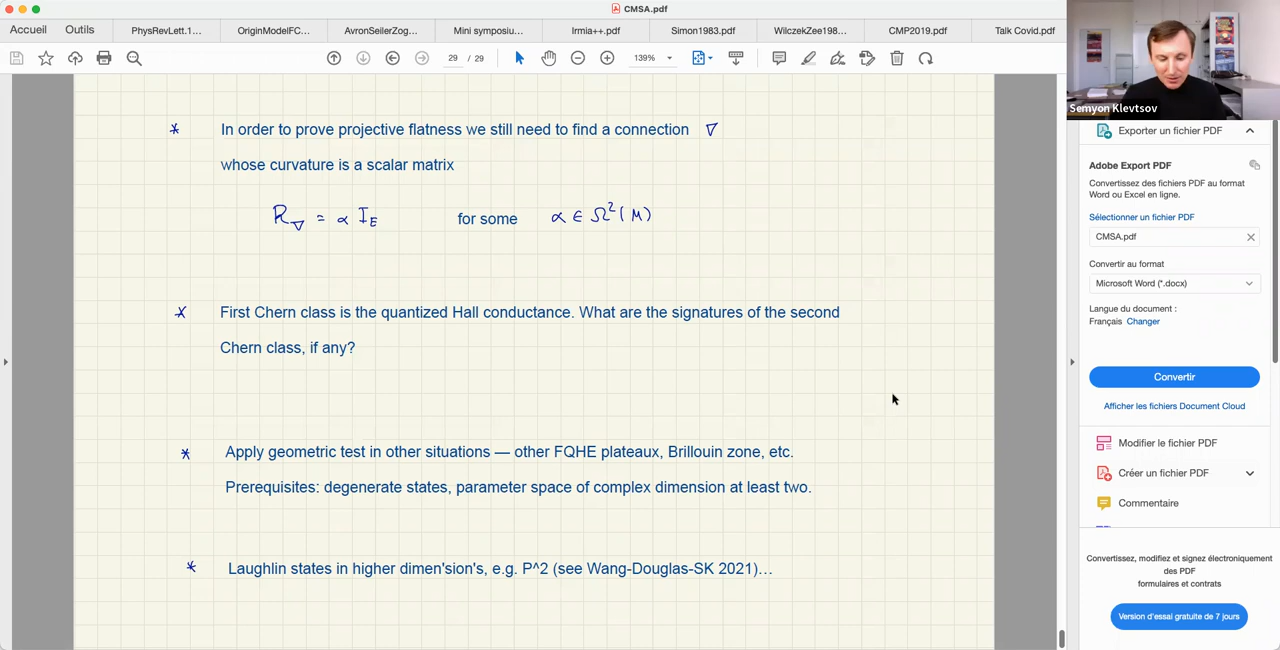 CMSA.pdf
Accueil Outils PhysRevLett.1... OriginModelFC... AvronSeilerZog... Mini symposiu... Irmia++.pdf Simon1983.pdf WilczekZee198... CMP2019.pdf Talk Covid.pdf
29 / 29 139%
Semyon Klevtsov
* In order to prove projective flatness we still need to find a connection ∇
whose curvature is a scalar matrix
R_∇ = α I_E for some α ∈ Ω²(M)
* First Chern class is the quantized Hall conductance. What are the signatures of the second
Chern class, if any?
* Apply geometric test in other situations — other FQHE plateaux, Brillouin zone, etc.
Prerequisites: degenerate states, parameter space of complex dimension at least two.
* Laughlin states in higher dimen'sion's, e.g. P^2 (see Wang-Douglas-SK 2021)…
Exporter un fichier PDF
Adobe Export PDF
Convertissez des fichiers PDF au format
Word ou Excel en ligne.
Sélectionner un fichier PDF
CMSA.pdf
Convertir au format
Microsoft Word (*.docx)
Langue du document :
Français Changer
Convertir
Afficher les fichiers Document Cloud
Modifier le fichier PDF
Créer un fichier PDF
Commentaire
Convertissez, modifiez et signez électroniquement
des PDF
formulaires et contrats
Version d'essai gratuite de 7 jours